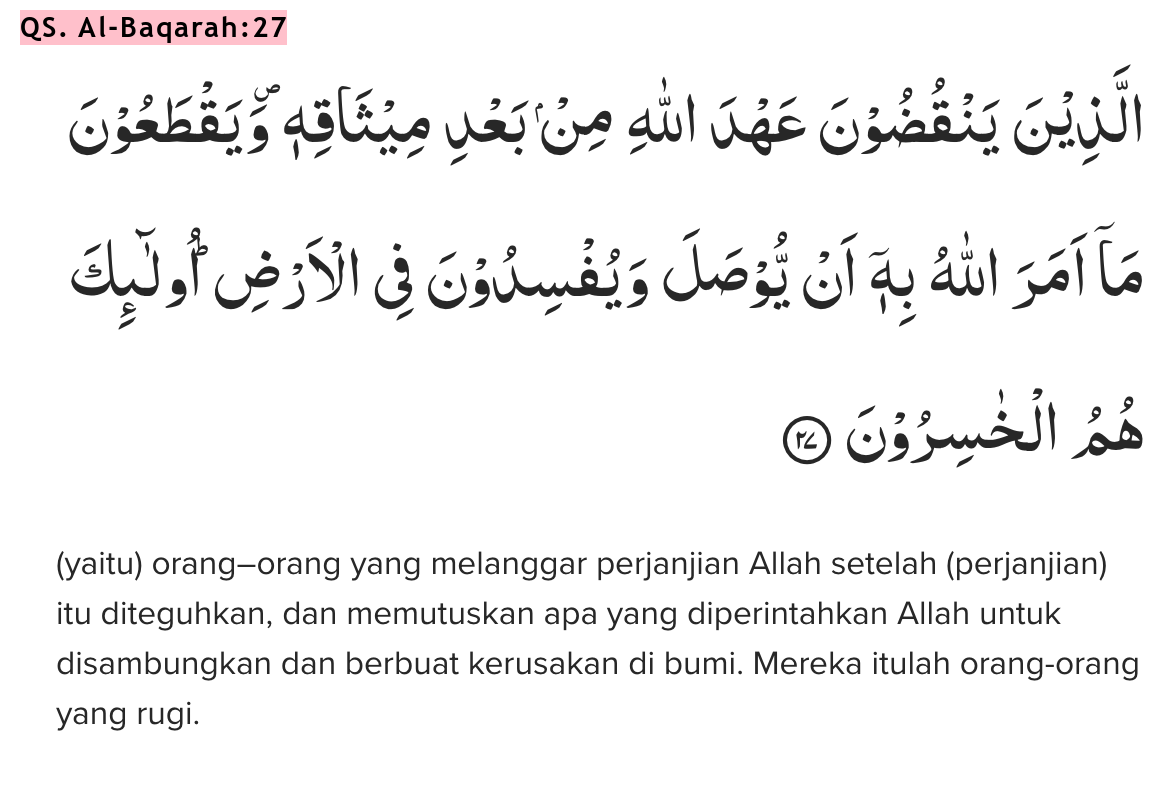 QS. Al-Baqarah:27
الَّذِيْنَ يَنْقُضُوْنَ عَهْدَ اللّٰهِ مِنْۢ بَعْدِ مِيْثَاقِهٖۖ وَيَقْطَعُوْنَ
مَآ اَمَرَ اللّٰهُ بِهٖٓ اَنْ يُّوْصَلَ وَيُفْسِدُوْنَ فِى الْاَرْضِۗ اُولٰۤىِٕكَ
هُمُ الْخٰسِرُوْنَ ٢٧
(yaitu) orang–orang yang melanggar perjanjian Allah setelah (perjanjian)
itu diteguhkan, dan memutuskan apa yang diperintahkan Allah untuk
disambungkan dan berbuat kerusakan di bumi. Mereka itulah orang-orang
yang rugi.